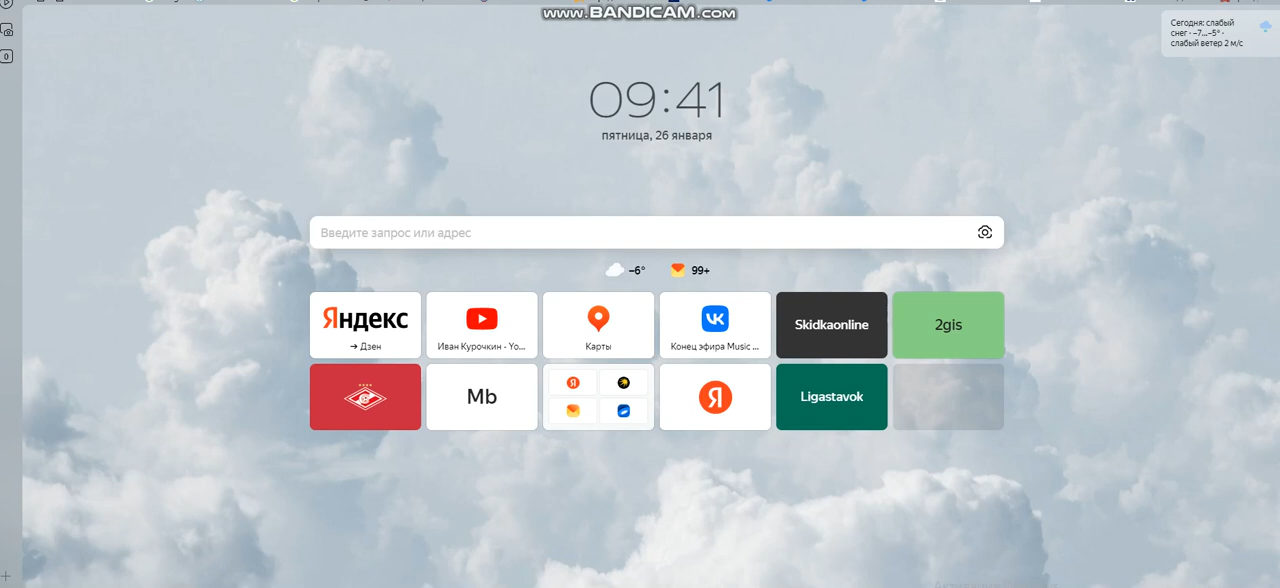 www.BANDICAM.com
Сегодня: слабый
снег · −7...−5° ·
слабый ветер 2 м/с
0
09:41
пятница, 26 января
Введите запрос или адрес
−6° 99+
Яндекс
→ Дзен
Иван Курочкин - Yo...
Карты
Конец эфира Music ...
Skidkaonline
2gis
Mb
Я
Я
Ligastavok